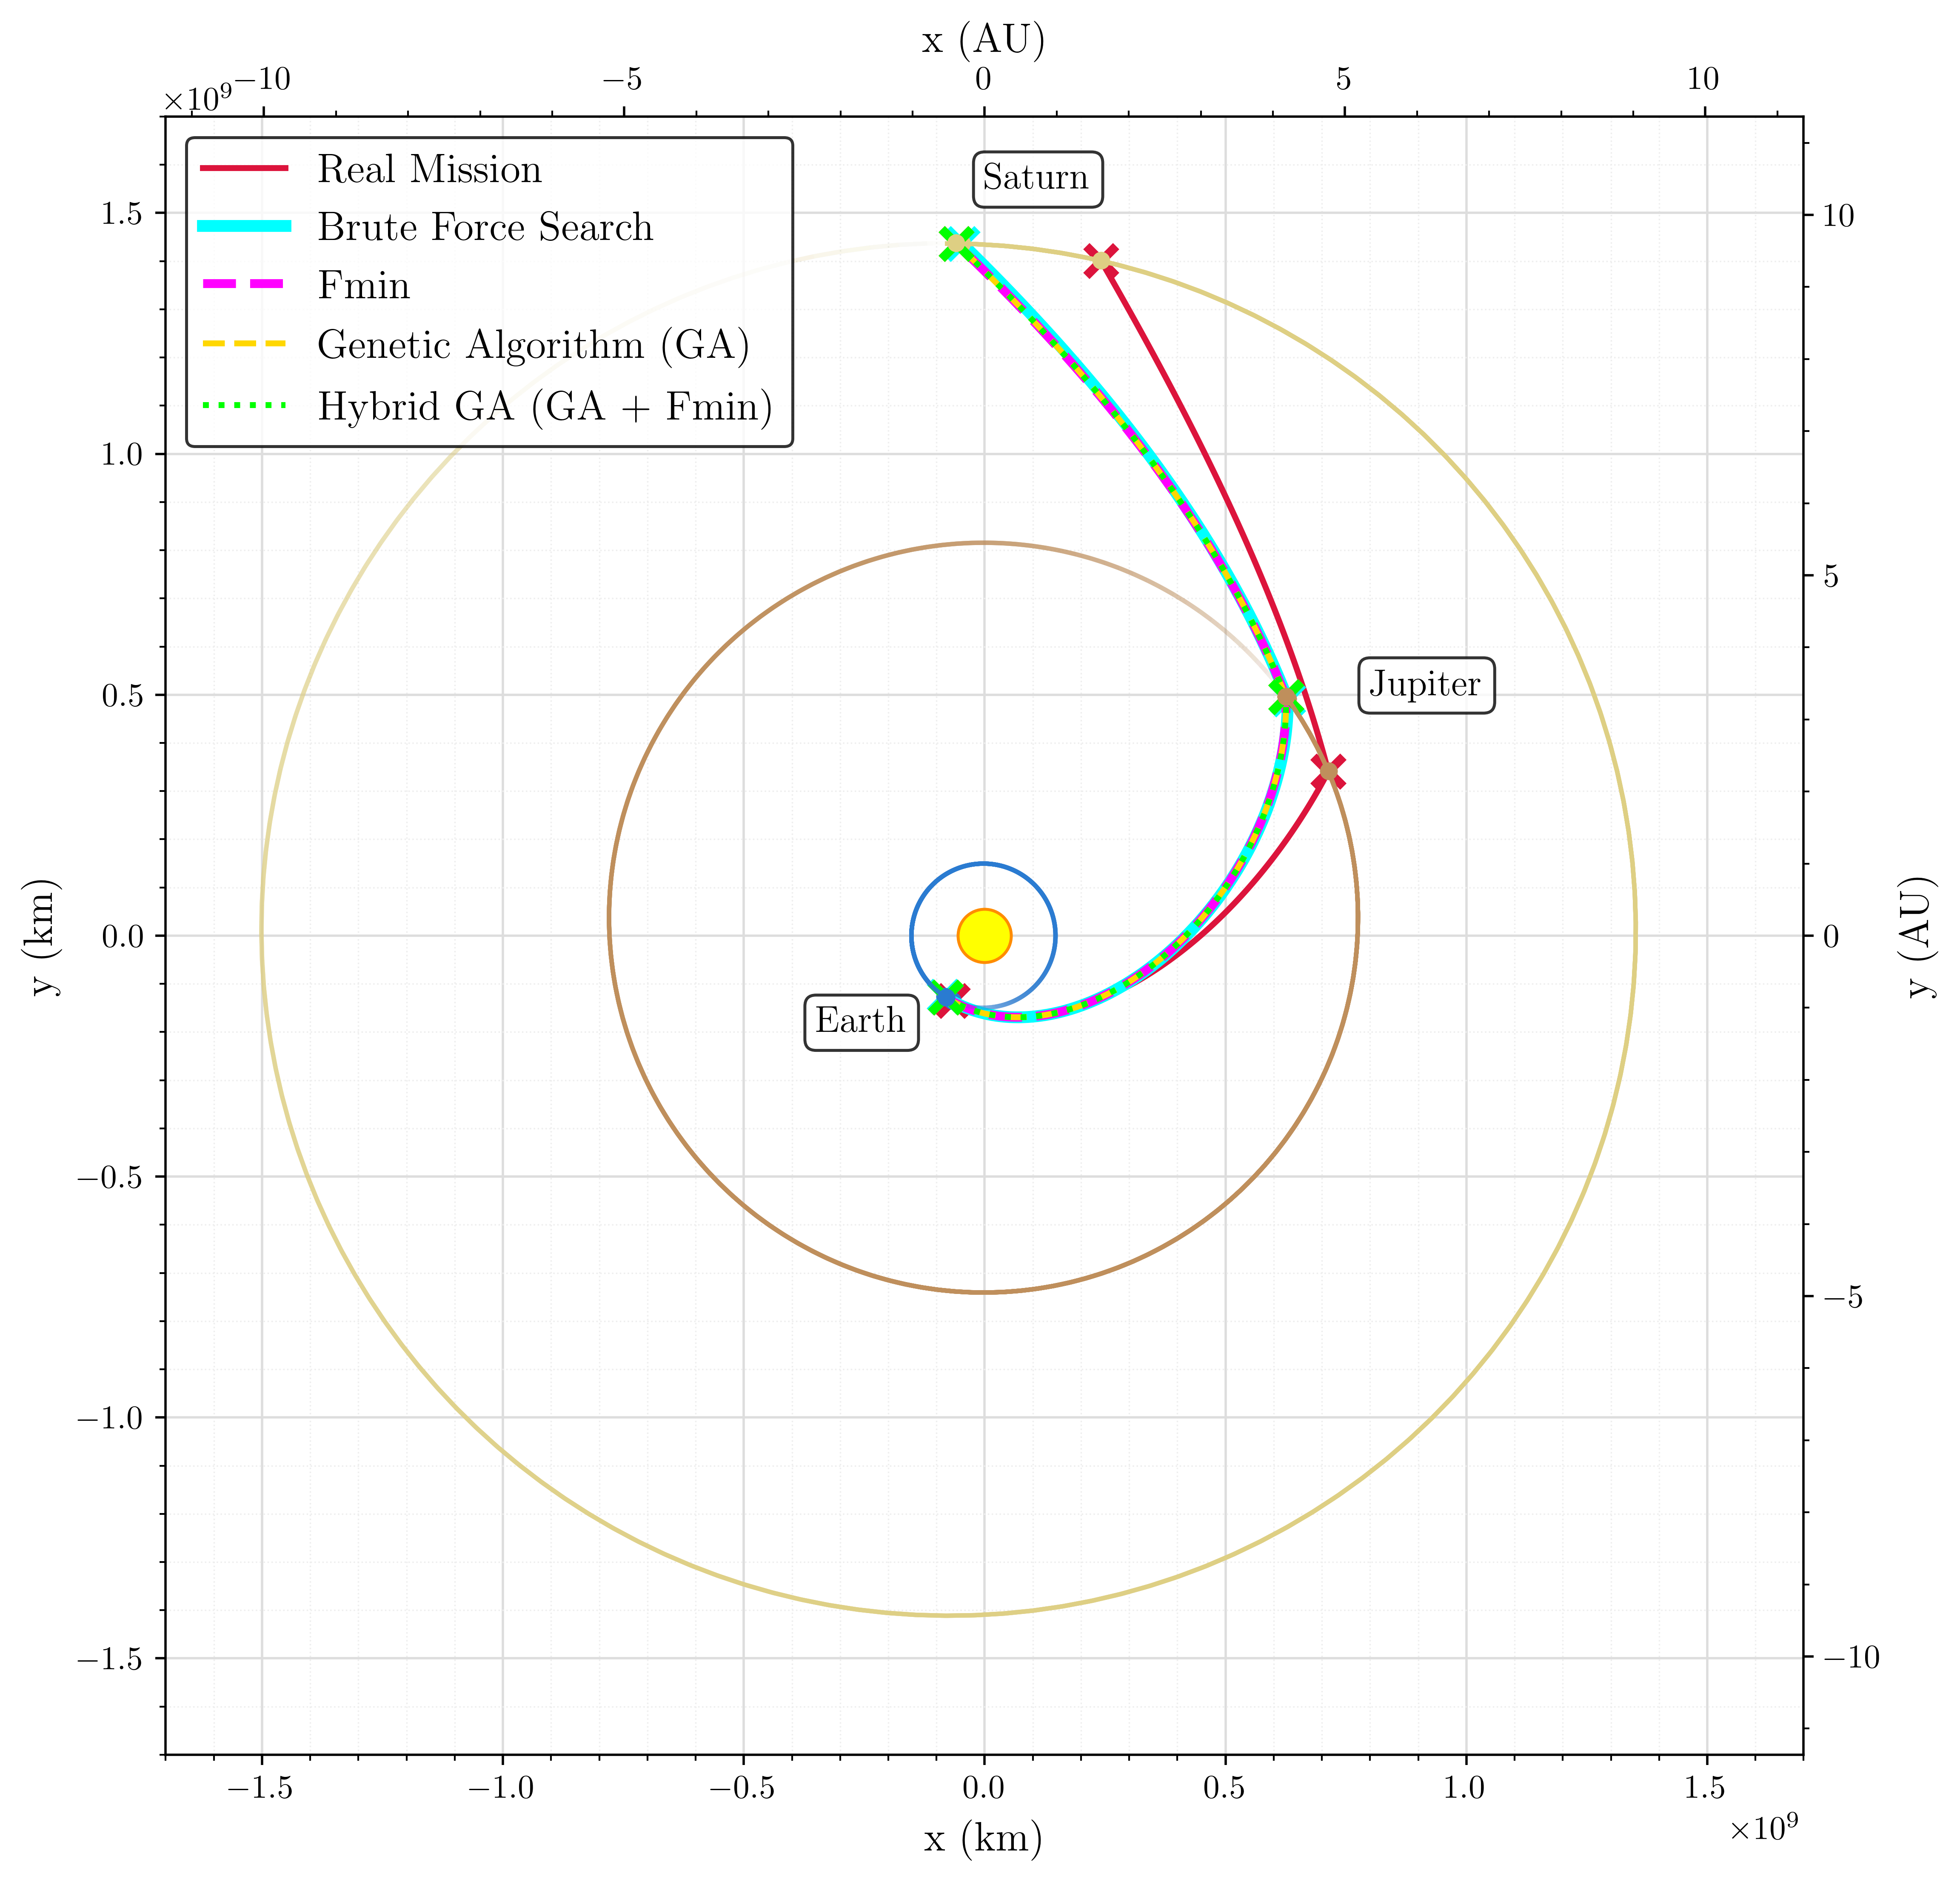 x (AU)
×10⁹
−10 −5 0 5 10
Real Mission
Brute Force Search
Fmin
Genetic Algorithm (GA)
Hybrid GA (GA + Fmin)
Saturn
Jupiter
Earth
y (km)
1.5
1.0
0.5
0.0
−0.5
−1.0
−1.5
10
5
0
−5
−10
y (AU)
−1.5 −1.0 −0.5 0.0 0.5 1.0 1.5
x (km)
×10⁹